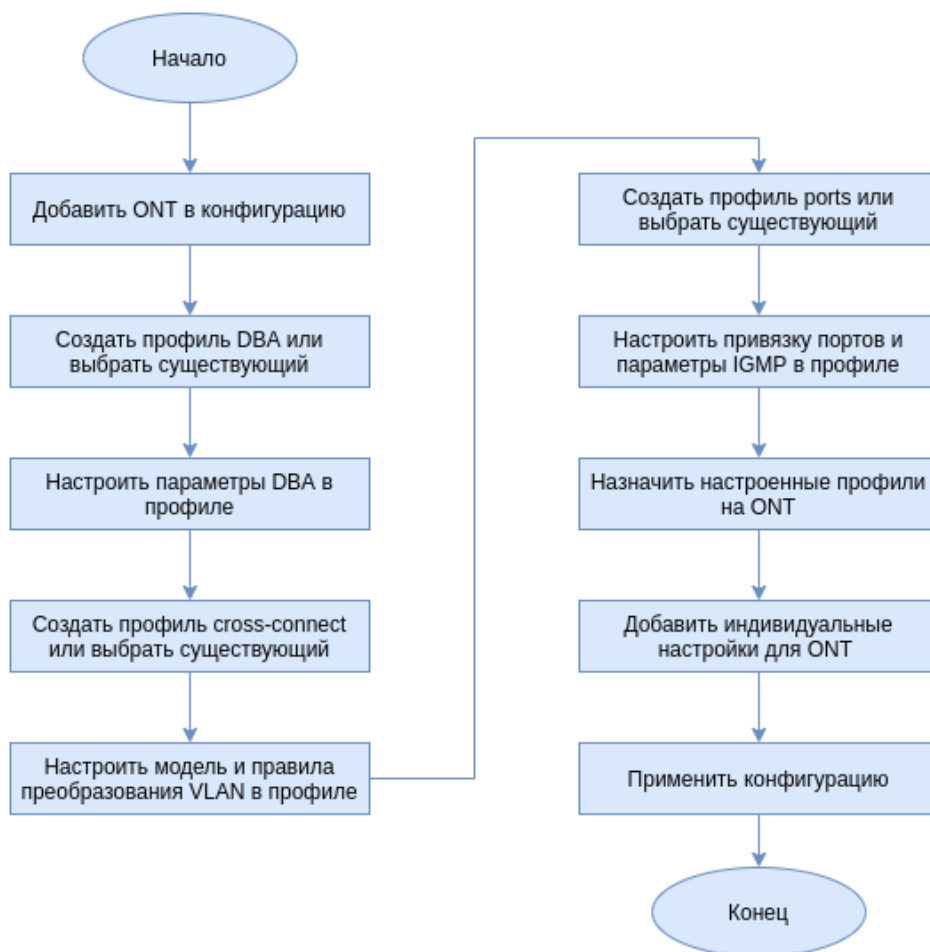 Начало
Добавить ONT в конфигурацию
Создать профиль DBA или
выбрать существующий
Настроить параметры DBA в
профиле
Создать профиль cross-connect
или выбрать существующий
Настроить модель и правила
преобразования VLAN в профиле
Создать профиль ports или
выбрать существующий
Настроить привязку портов и
параметры IGMP в профиле
Назначить настроенные профили
на ONT
Добавить индивидуальные
настройки для ONT
Применить конфигурацию
Конец